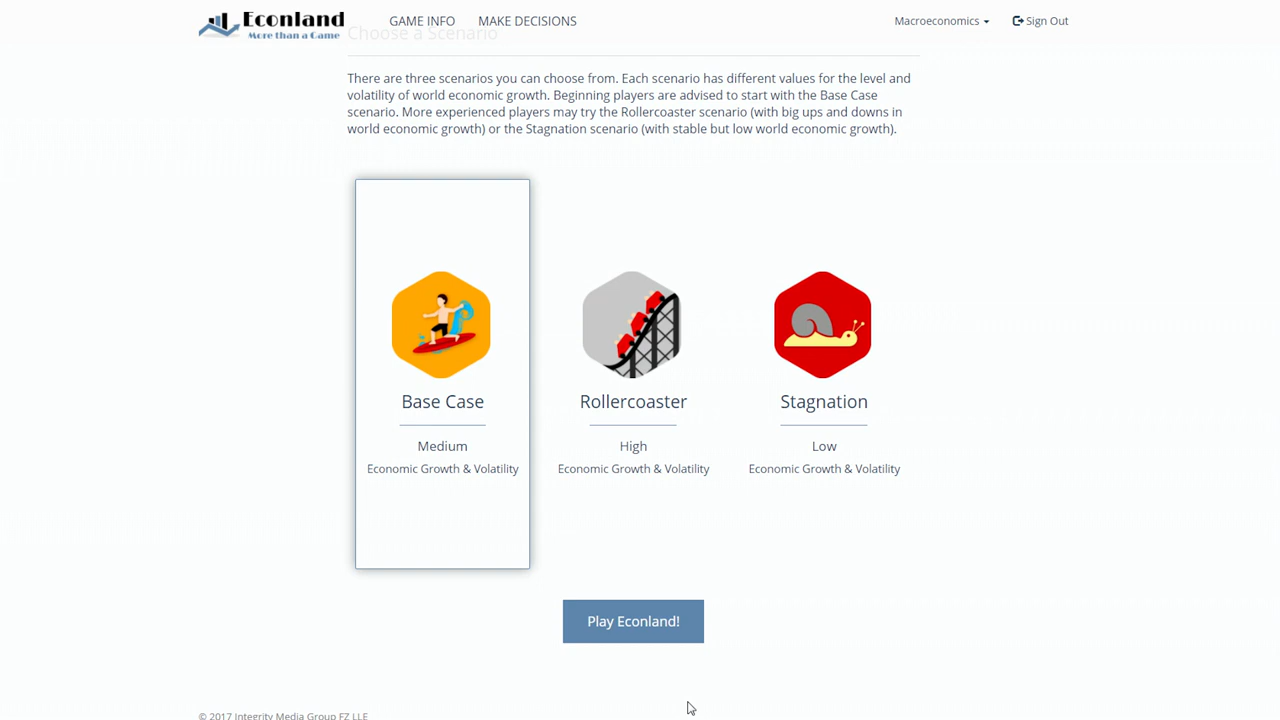 Econland
More than a Game
GAME INFO
MAKE DECISIONS
Macroeconomics
Sign Out
Choose a Scenario
There are three scenarios you can choose from. Each scenario has different values for the level and
volatility of world economic growth. Beginning players are advised to start with the Base Case
scenario. More experienced players may try the Rollercoaster scenario (with big ups and downs in
world economic growth) or the Stagnation scenario (with stable but low world economic growth).
Base Case
Medium
Economic Growth & Volatility
Rollercoaster
High
Economic Growth & Volatility
Stagnation
Low
Economic Growth & Volatility
Play Econland!
© 2017 Integrity Media Group FZ LLE